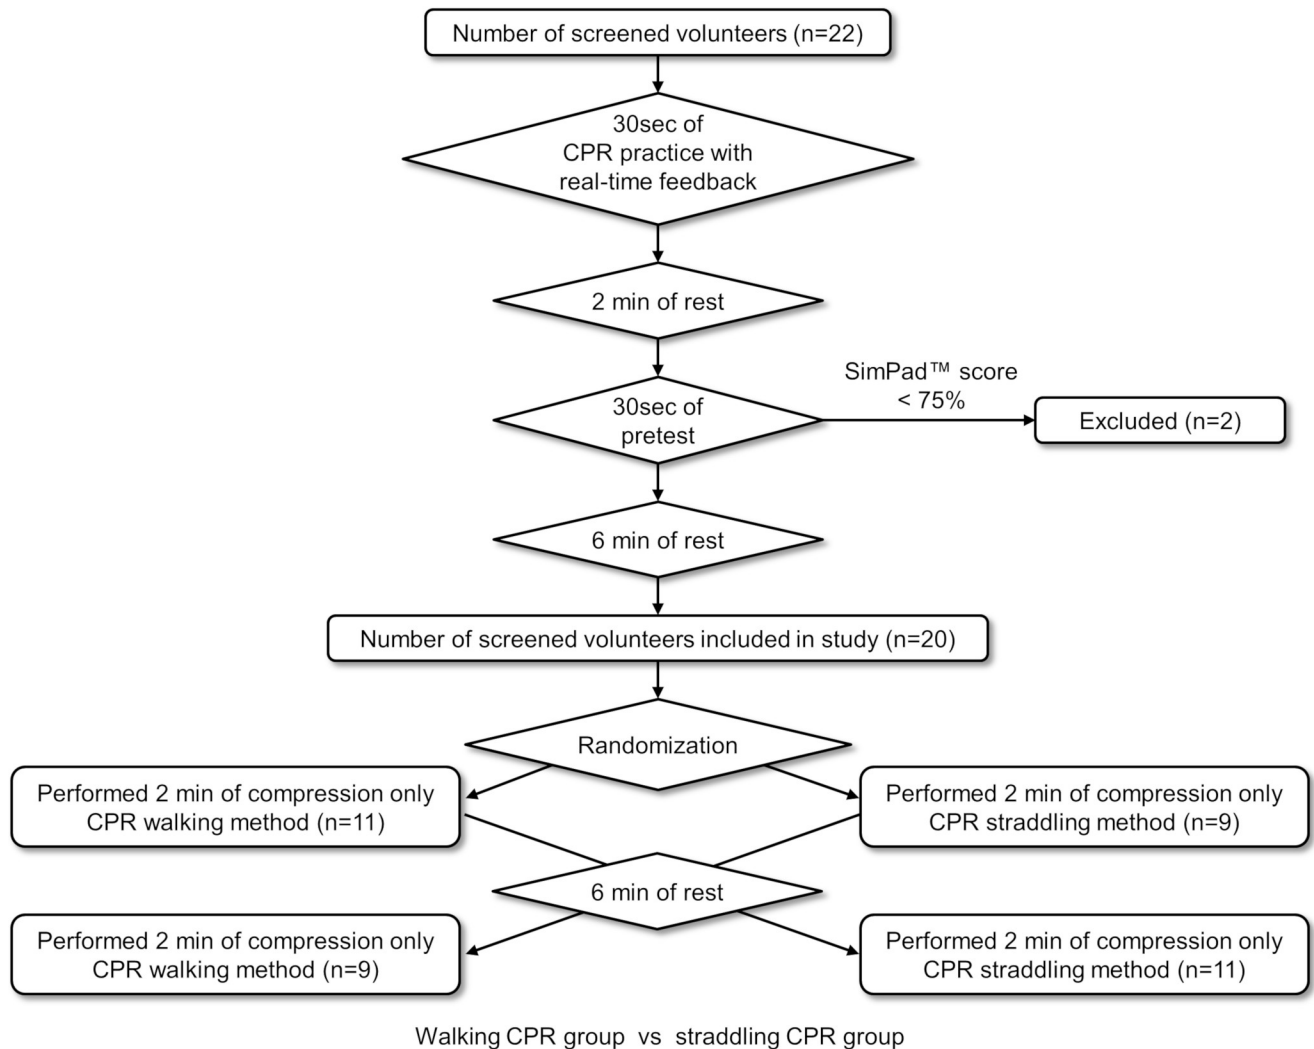 Number of screened volunteers (n=22)
30sec of
CPR practice with
real-time feedback
2 min of rest
SimPad™ score
< 75%
30sec of
pretest
Excluded (n=2)
6 min of rest
Number of screened volunteers included in study (n=20)
Randomization
Performed 2 min of compression only
CPR walking method (n=11)
Performed 2 min of compression only
CPR straddling method (n=9)
6 min of rest
Performed 2 min of compression only
CPR walking method (n=9)
Performed 2 min of compression only
CPR straddling method (n=11)
Walking CPR group vs straddling CPR group